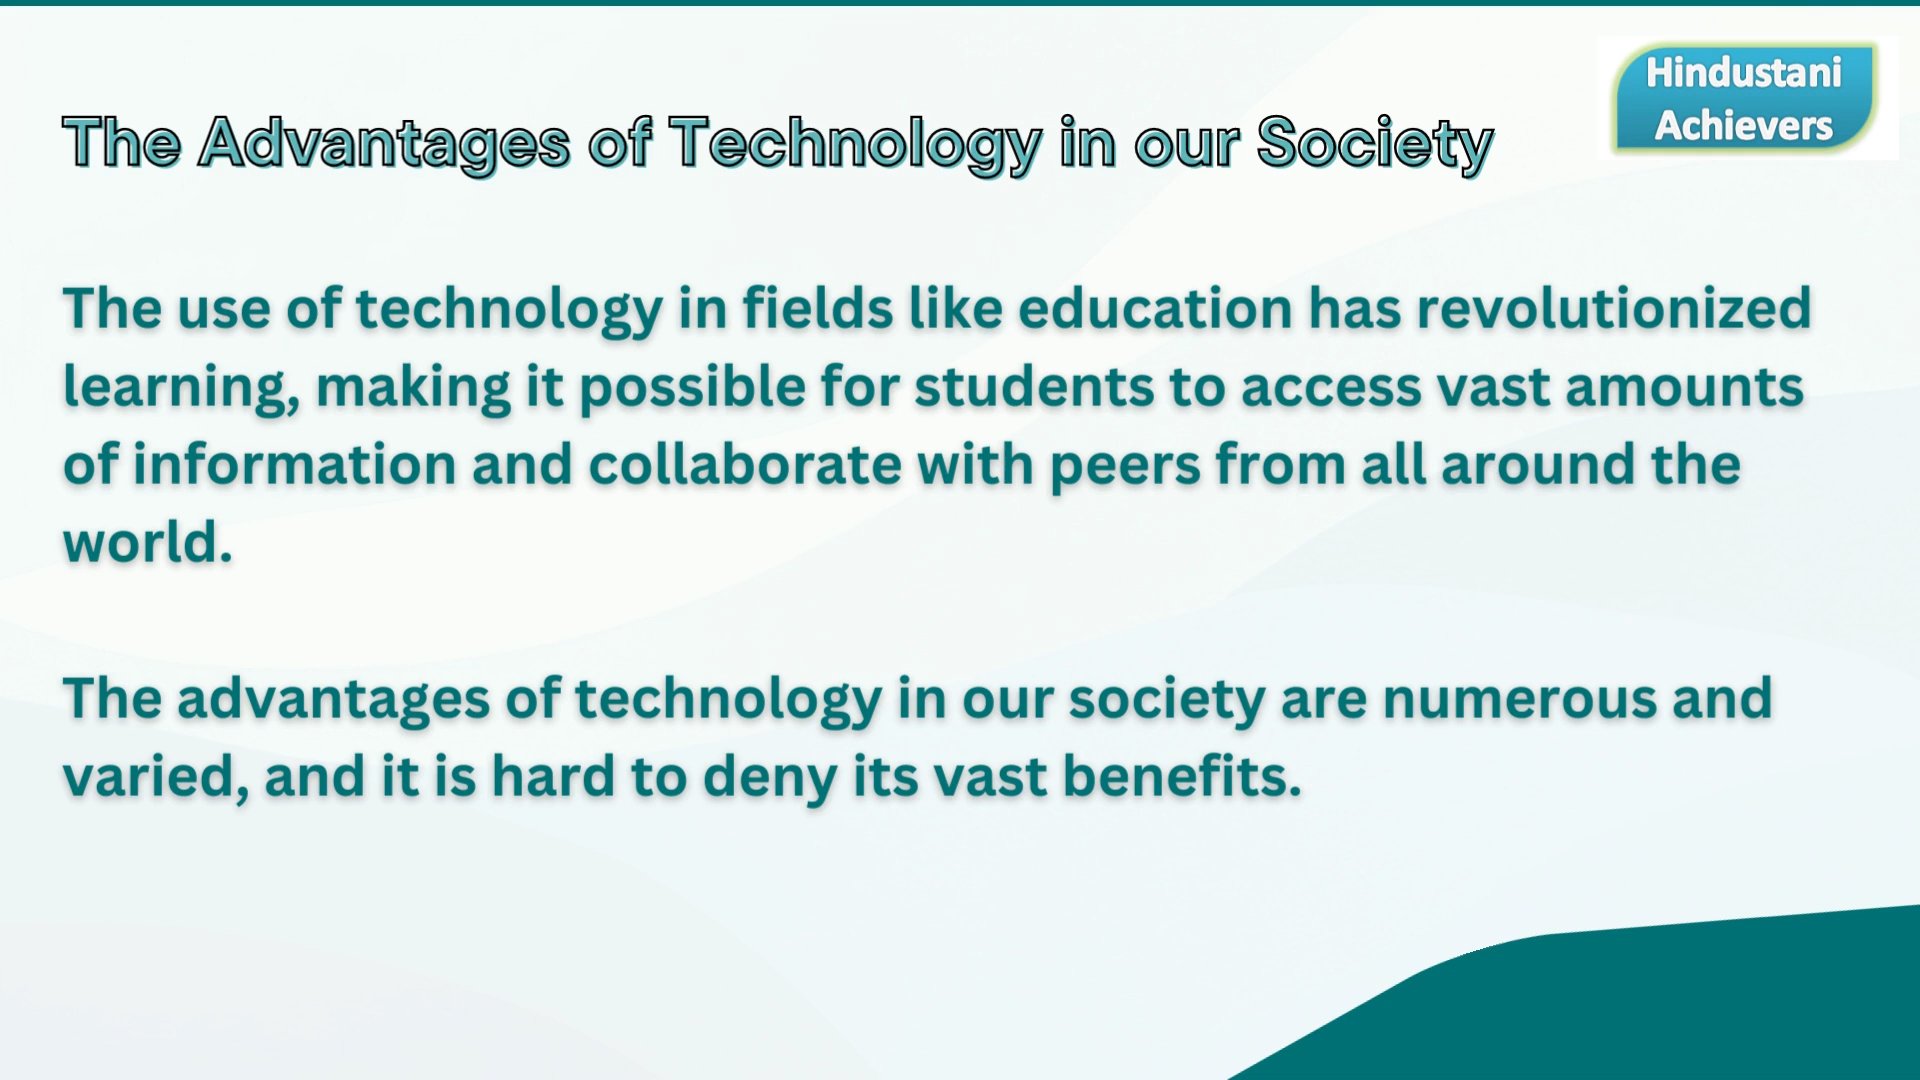 Hindustani
Achievers
The Advantages of Technology in our Society
The use of technology in fields like education has revolutionized
learning, making it possible for students to access vast amounts
of information and collaborate with peers from all around the
world.
The advantages of technology in our society are numerous and
varied, and it is hard to deny its vast benefits.